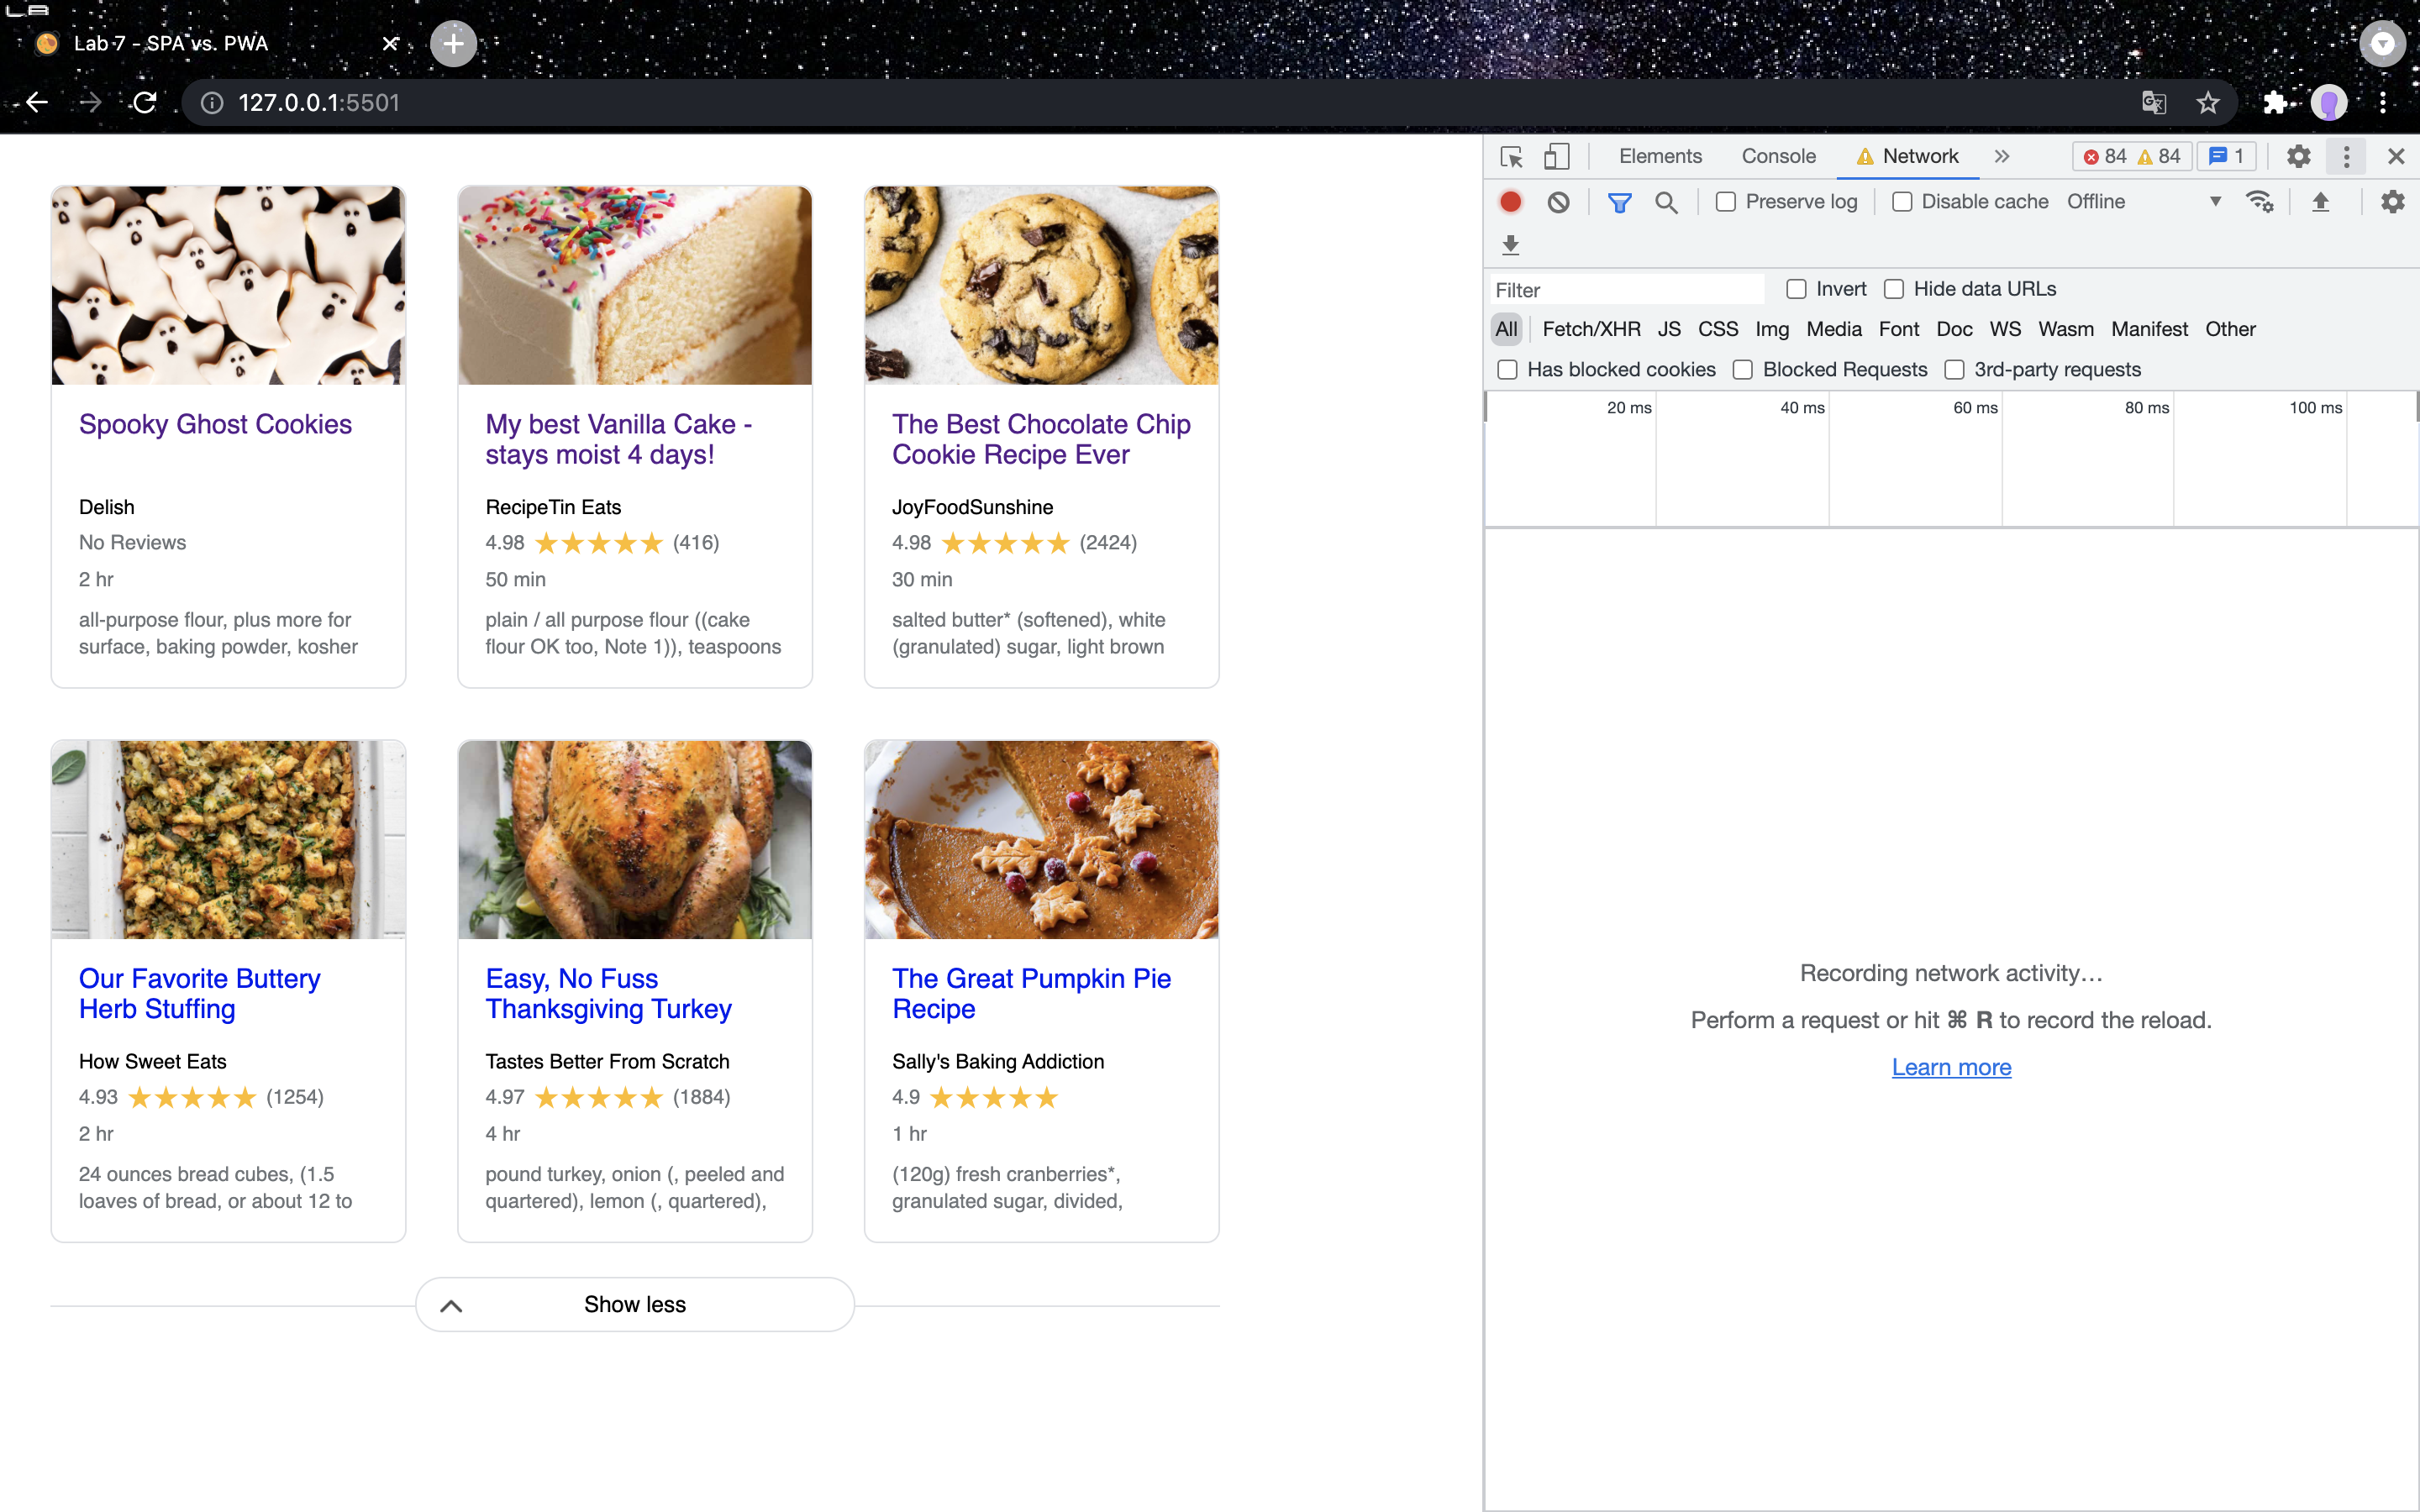 Lab 7 - SPA vs. PWA
127.0.0.1:5501
Elements Console Network 84 84 1
Preserve log Disable cache Offline
Filter Invert Hide data URLs
All Fetch/XHR JS CSS Img Media Font Doc WS Wasm Manifest Other
Has blocked cookies Blocked Requests 3rd-party requests
20 ms 40 ms 60 ms 80 ms 100 ms
Recording network activity…
Perform a request or hit ⌘ R to record the reload.
Learn more
Spooky Ghost Cookies
Delish
No Reviews
2 hr
all-purpose flour, plus more for
surface, baking powder, kosher
My best Vanilla Cake -
stays moist 4 days!
RecipeTin Eats
4.98 ★★★★★ (416)
50 min
plain / all purpose flour ((cake
flour OK too, Note 1)), teaspoons
The Best Chocolate Chip
Cookie Recipe Ever
JoyFoodSunshine
4.98 ★★★★★ (2424)
30 min
salted butter* (softened), white
(granulated) sugar, light brown
Our Favorite Buttery
Herb Stuffing
How Sweet Eats
4.93 ★★★★★ (1254)
2 hr
24 ounces bread cubes, (1.5
loaves of bread, or about 12 to
Easy, No Fuss
Thanksgiving Turkey
Tastes Better From Scratch
4.97 ★★★★★ (1884)
4 hr
pound turkey, onion (, peeled and
quartered), lemon (, quartered),
The Great Pumpkin Pie
Recipe
Sally's Baking Addiction
4.9 ★★★★★
1 hr
(120g) fresh cranberries*,
granulated sugar, divided,
Show less